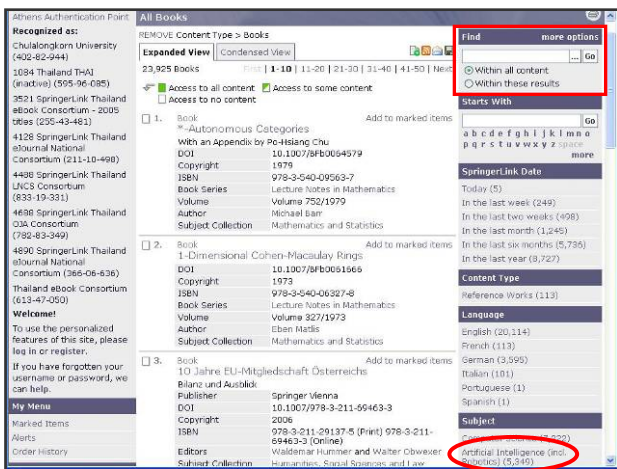 Athens Authentication Point
Recognized as:
Chulalongkorn University
(402-82-944)
1084 Thailand THAI
(inactive) (595-96-085)
3521 SpringerLink Thailand
eBook Consortium - 2005
titles (255-43-481)
4128 SpringerLink Thailand
eJournal National
Consortium (211-10-498)
4488 SpringerLink Thailand
LNCS Consortium
(833-19-331)
4688 SpringerLink Thailand
OJA Consortium
(782-83-349)
4890 SpringerLink Thailand
eJournal National
Consortium (366-06-636)
Thailand eBook Consortium
(613-47-050)
Welcome!
To use the personalized
features of this site, please
log in or register.
If you have forgotten your
username or password, we
can help.
My Menu
Marked Items
Alerts
Order History
All Books
REMOVE Content Type > Books
Expanded View Condensed View
23,925 Books First | 1-10 | 11-20 | 21-30 | 31-40 | 41-50 | Next
Access to all content Access to some content
Access to no content
1. Book Add to marked items
*-Autonomous Categories
With an Appendix by Po-Hsiang Chu
DOI 10.1007/BFb0064579
Copyright 1979
ISBN 978-3-540-09563-7
Book Series Lecture Notes in Mathematics
Volume Volume 752/1979
Author Michael Barr
Subject Collection Mathematics and Statistics
2. Book Add to marked items
1-Dimensional Cohen-Macaulay Rings
DOI 10.1007/BFb0061666
Copyright 1973
ISBN 978-3-540-06327-8
Book Series Lecture Notes in Mathematics
Volume Volume 327/1973
Author Eben Matlis
Subject Collection Mathematics and Statistics
3. Book Add to marked items
10 Jahre EU-Mitgliedschaft Österreichs
Bilanz und Ausblick
Publisher Springer Vienna
DOI 10.1007/978-3-211-69463-3
Copyright 2006
ISBN 978-3-211-29137-5 (Print) 978-3-211-
69463-3 (Online)
Editors Waldemar Hummer and Walter Obwexer
Subject Collection Humanities, Social Sciences and Law
Find more options
... Go
Within all content
Within these results
Starts With
Go
a b c d e f g h i j k l m n o
p q r s t u v w x y z space
more
SpringerLink Date
Today (5)
In the last week (249)
In the last two weeks (498)
In the last month (1,245)
In the last six months (5,736)
In the last year (8,727)
Content Type
Reference Works (113)
Language
English (20,114)
French (113)
German (3,595)
Italian (101)
Portuguese (1)
Spanish (1)
Subject
Computer Science
Artificial Intelligence (incl.
Robotics) (5,349)